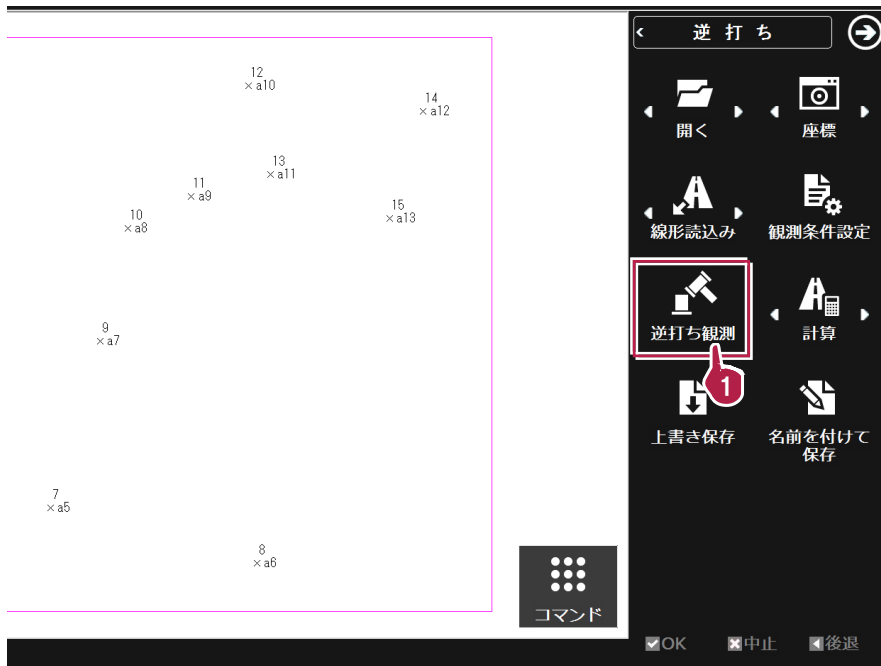 12
× a10
14
× a12
13
× a11
11
× a9
15
× a13
10
× a8
9
× a7
7
× a5
8
× a6
コマンド
逆 打 ち
開く
座標
線形読込み
観測条件設定
逆打ち観測
計算
1
上書き保存
名前を付けて
保存
OK 中止 後退